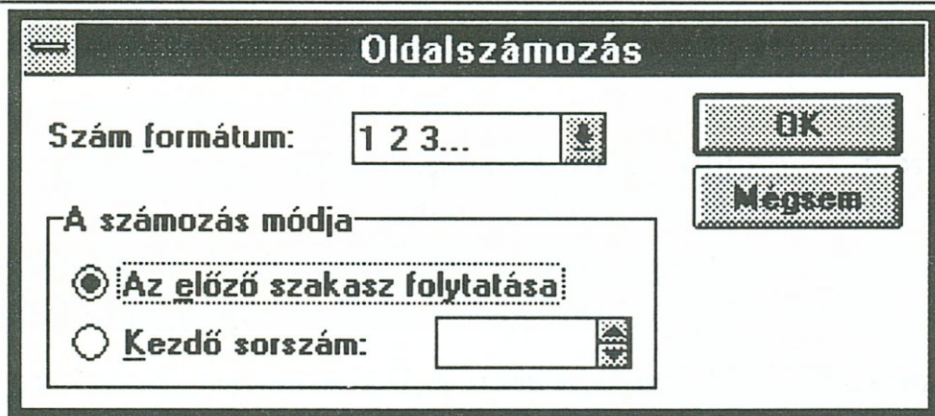 Oldalszámozás
Szám formátum: 1 2 3... OK
Mégsem
A számozás módja
Az előző szakasz folytatása
Kezdő sorszám: